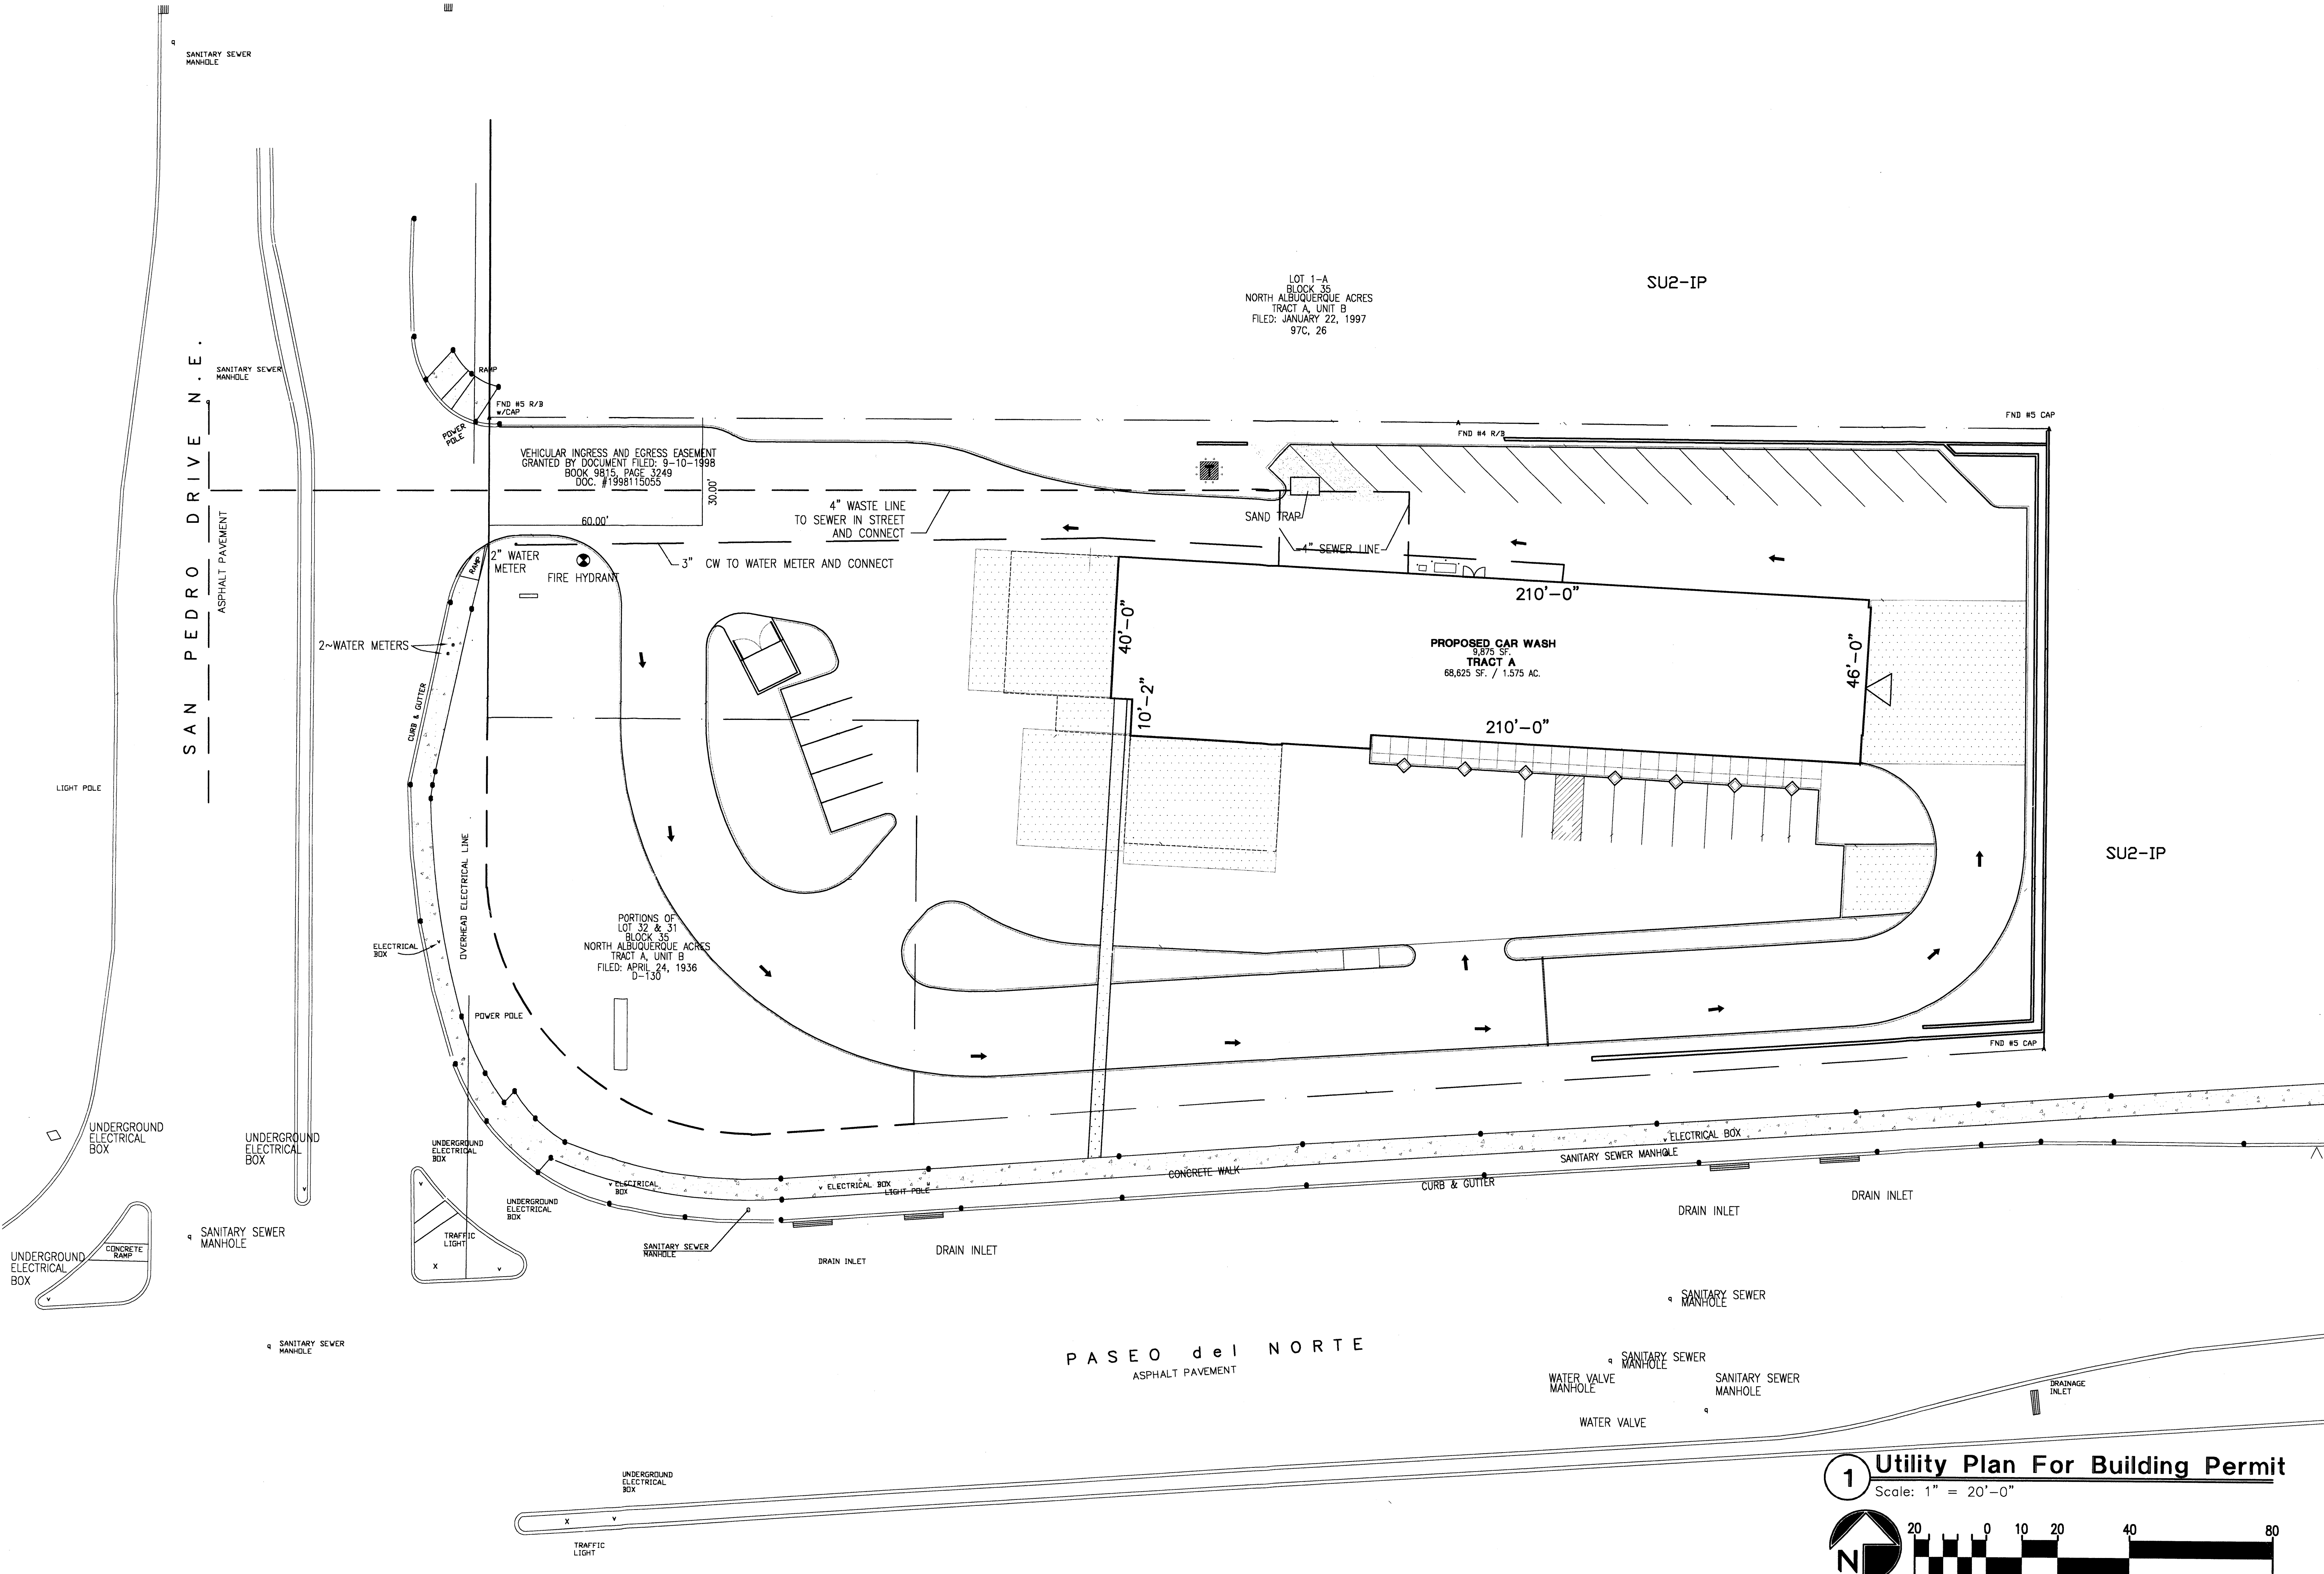 SANITARY SEWER
MANHOLE
LOT 1-A
BLOCK 35
NORTH ALBUQUERQUE ACRES
TRACT A, UNIT B
FILED: JANUARY 22, 1997
97C, 26
SU2-IP
SAN PEDRO DRIVE N.E.
ASPHALT PAVEMENT
SANITARY SEWER
MANHOLE
RAMP
FND #5 R/B
w/CAP
POWER
POLE
FND #4 R/B
FND #5 CAP
VEHICULAR INGRESS AND EGRESS EASEMENT
GRANTED BY DOCUMENT FILED: 9-10-1998
BOOK 9815, PAGE 3249
DOC. #1998115055
30.00'
60.00'
4" WASTE LINE
TO SEWER IN STREET
AND CONNECT
T
SAND TRAP
4" SEWER LINE
2" WATER
METER
RAMP
FIRE HYDRANT
3" CW TO WATER METER AND CONNECT
210'-0"
40'-0"
10'-2"
46'-0"
PROPOSED CAR WASH
9,875 SF.
TRACT A
68,625 SF. / 1.575 AC.
210'-0"
2~WATER METERS
CURB & GUTTER
LIGHT POLE
OVERHEAD ELECTRICAL LINE
SU2-IP
ELECTRICAL
BOX
PORTIONS OF
LOT 32 & 31
BLOCK 35
NORTH ALBUQUERQUE ACRES
TRACT A, UNIT B
FILED: APRIL 24, 1936
D-130
POWER POLE
FND #5 CAP
UNDERGROUND
ELECTRICAL
BOX
UNDERGROUND
ELECTRICAL
BOX
UNDERGROUND
ELECTRICAL
BOX
ELECTRICAL
BOX
ELECTRICAL BOX
LIGHT POLE
CONCRETE WALK
CURB & GUTTER
SANITARY SEWER MANHOLE
ELECTRICAL BOX
UNDERGROUND
ELECTRICAL
BOX
DRAIN INLET
DRAIN INLET
SANITARY SEWER
MANHOLE
CONCRETE
RAMP
UNDERGROUND
ELECTRICAL
BOX
TRAFFIC
LIGHT
SANITARY SEWER
MANHOLE
DRAIN INLET
DRAIN INLET
SANITARY SEWER
MANHOLE
SANITARY SEWER
MANHOLE
PASEO del NORTE
ASPHALT PAVEMENT
SANITARY SEWER
MANHOLE
WATER VALVE
MANHOLE
SANITARY SEWER
MANHOLE
WATER VALVE
DRAINAGE
INLET
UNDERGROUND
ELECTRICAL
BOX
TRAFFIC
LIGHT
1 Utility Plan For Building Permit
Scale: 1" = 20'-0"
N
20 0 10 20 40 80